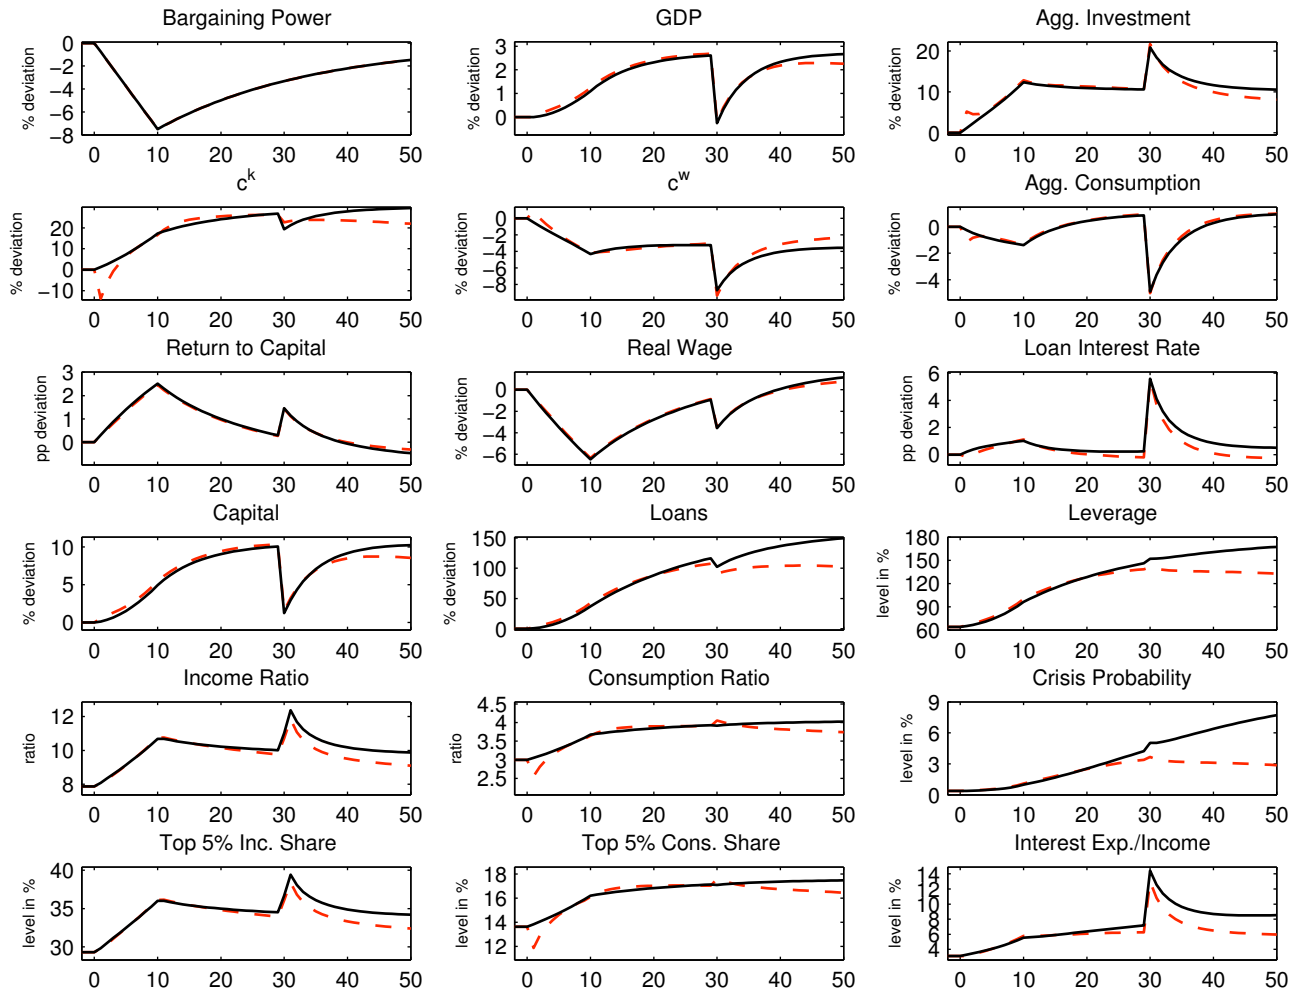 Bargaining Power
% deviation
0
−2
−4
−6
−8
0 10 20 30 40 50
GDP
% deviation
3
2
1
1
0
0 10 20 30 40 50
Agg. Investment
% deviation
20
10
0
0 10 20 30 40 50
c^k
% deviation
20
10
0
−10
0 10 20 30 40 50
c^w
% deviation
0
−2
−4
−6
−8
0 10 20 30 40 50
Agg. Consumption
% deviation
0
−2
−4
0 10 20 30 40 50
Return to Capital
pp deviation
3
2
1
0
0 10 20 30 40 50
Real Wage
% deviation
0
−2
−4
−6
0 10 20 30 40 50
Loan Interest Rate
pp deviation
6
4
2
0
0 10 20 30 40 50
Capital
% deviation
10
5
0
0 10 20 30 40 50
Loans
% deviation
150
100
50
0
0 10 20 30 40 50
Leverage
level in %
180
150
120
90
60
0 10 20 30 40 50
Income Ratio
ratio
12
10
8
0 10 20 30 40 50
Consumption Ratio
ratio
4.5
4
3.5
3
2.5
0 10 20 30 40 50
Crisis Probability
level in %
9
6
3
0
0 10 20 30 40 50
Top 5% Inc. Share
level in %
40
35
30
0 10 20 30 40 50
Top 5% Cons. Share
level in %
18
16
14
12
0 10 20 30 40 50
Interest Exp./Income
level in %
14
12
10
8
6
4
0 10 20 30 40 50